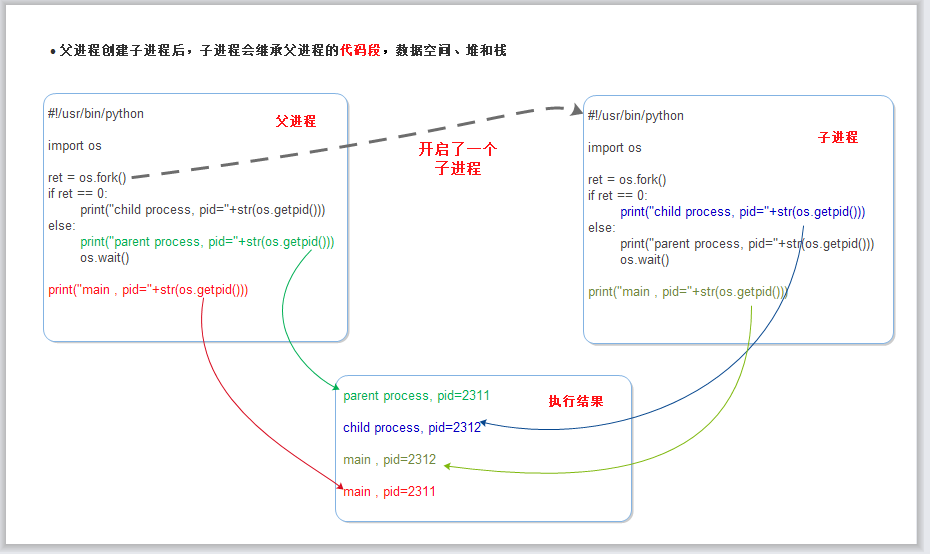 • 父进程创建子进程后，子进程会继承父进程的代码段，数据空间、堆和栈
#!/usr/bin/python
父进程
import os
ret = os.fork()
if ret == 0:
print("child process, pid="+str(os.getpid()))
else:
print("parent process, pid="+str(os.getpid()))
os.wait()
print("main , pid="+str(os.getpid()))
开启了一个
子进程
#!/usr/bin/python
子进程
import os
ret = os.fork()
if ret == 0:
print("child process, pid="+str(os.getpid()))
else:
print("parent process, pid="+str(os.getpid()))
os.wait()
print("main , pid="+str(os.getpid()))
parent process, pid=2311
执行结果
child process, pid=2312
main , pid=2312
main , pid=2311